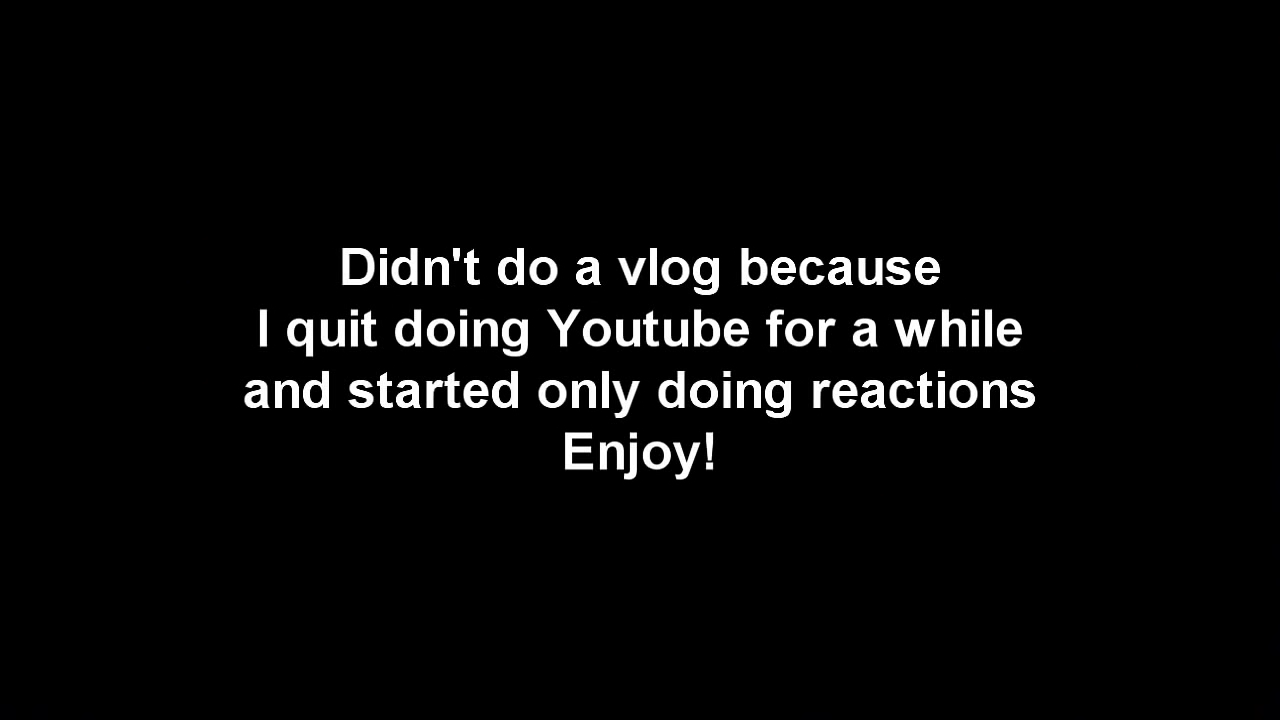 Didn't do a vlog because
I quit doing Youtube for a while
and started only doing reactions
Enjoy!